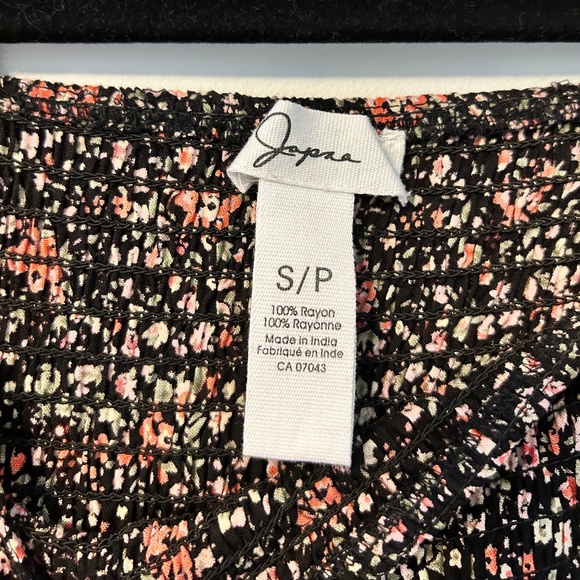 Japna
S/P
100% Rayon
100% Rayonne
Made in India
Fabriqué en Inde
CA 07043